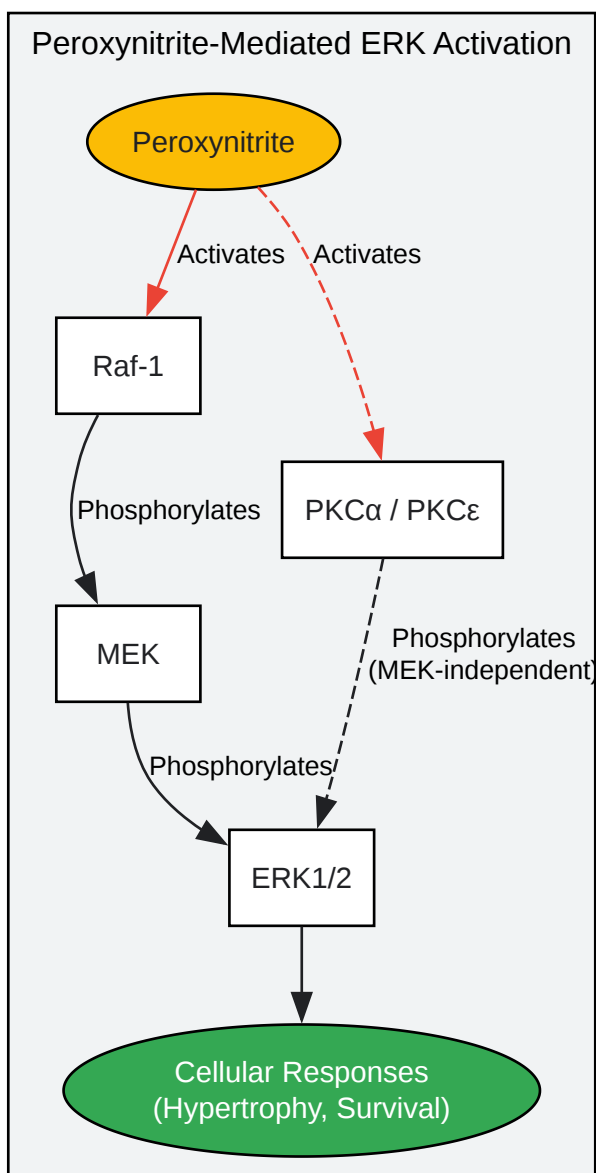 Peroxynitrite-Mediated ERK Activation
Peroxynitrite
Activates
Activates
Raf-1
PKCα / PKCε
Phosphorylates
MEK
Phosphorylates
(MEK-independent)
Phosphorylates
ERK1/2
Cellular Responses
(Hypertrophy, Survival)